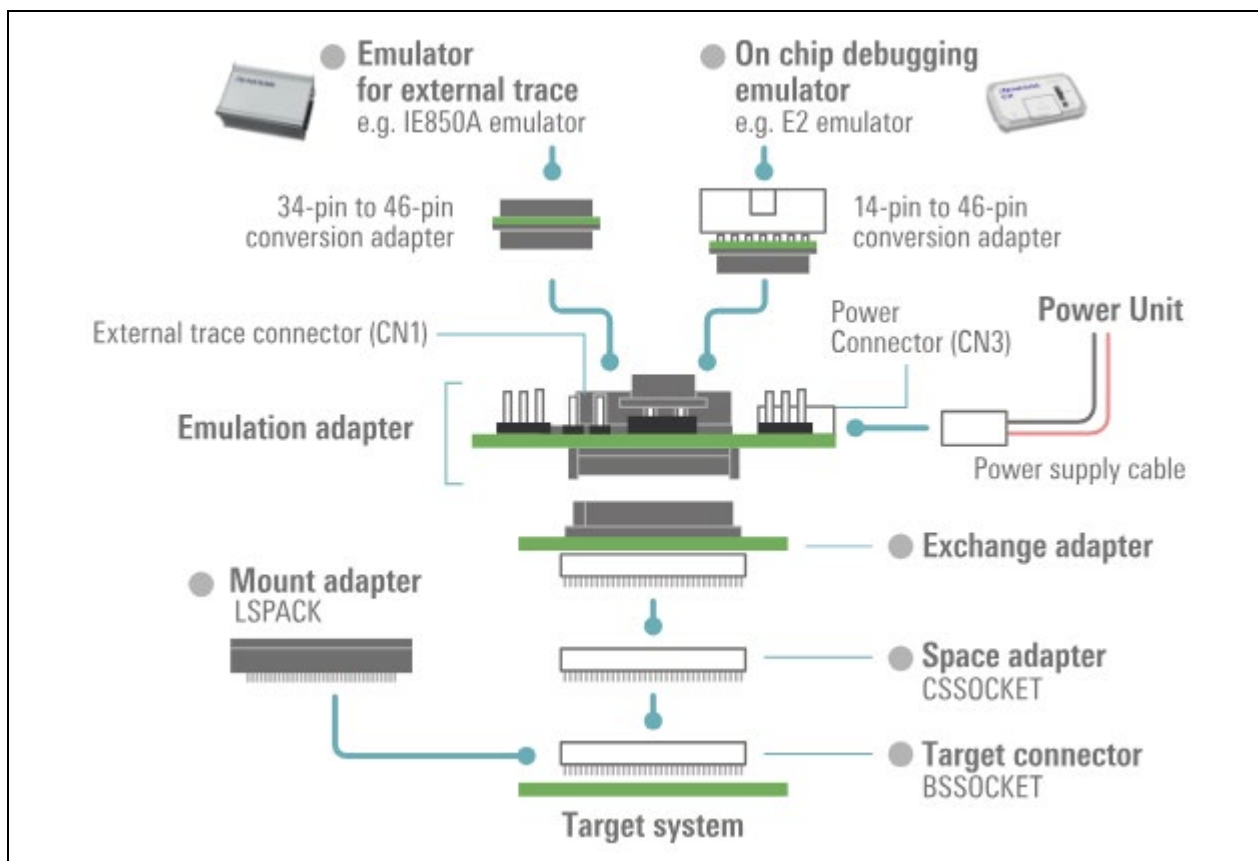 Emulator
for external trace
e.g. IE850A emulator
On chip debugging
emulator
e.g. E2 emulator
34-pin to 46-pin
conversion adapter
14-pin to 46-pin
conversion adapter
External trace connector (CN1)
Power
Connector (CN3)
Power Unit
Emulation adapter
Power supply cable
Exchange adapter
Mount adapter
LSPACK
Space adapter
CSSOCKET
Target connector
BSSOCKET
Target system